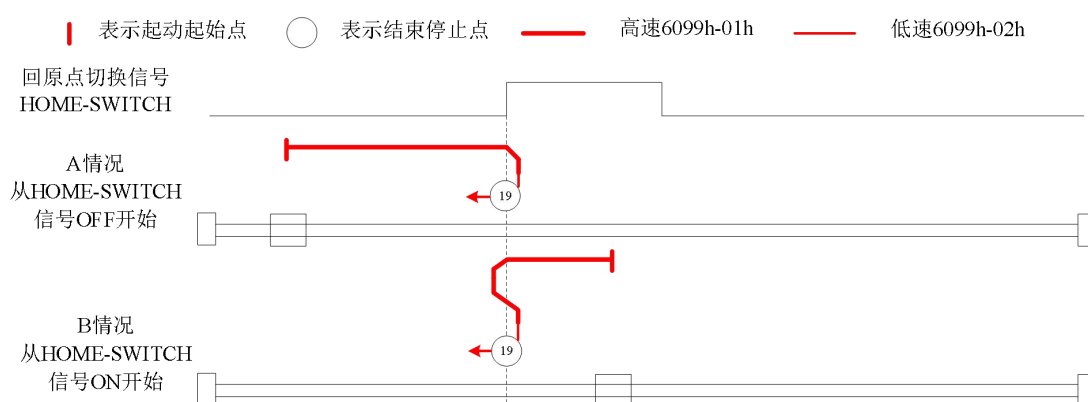 表示起动起始点 表示结束停止点 高速6099h-01h 低速6099h-02h
回原点切换信号
HOME-SWITCH
A情况
从HOME-SWITCH
信号OFF开始
19
B情况
从HOME-SWITCH
信号ON开始
19